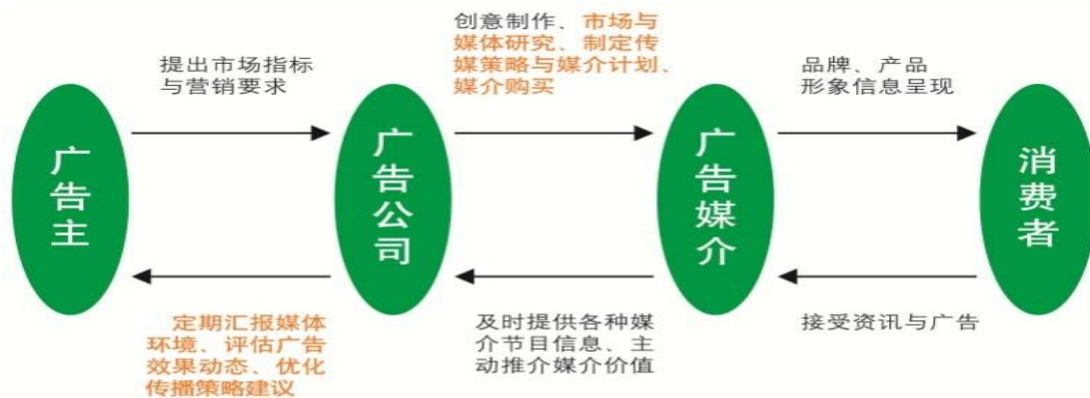 提出市场指标
与营销要求
创意制作、市场与
媒体研究、制定传
媒策略与媒介计划、
媒介购买
品牌、产品
形象信息呈现
广告主
广告公司
广告媒介
消费者
定期汇报媒体
环境、评估广告
效果动态、优化
传播策略建议
及时提供各种媒
介节目信息、主
动推介媒介价值
接受资讯与广告